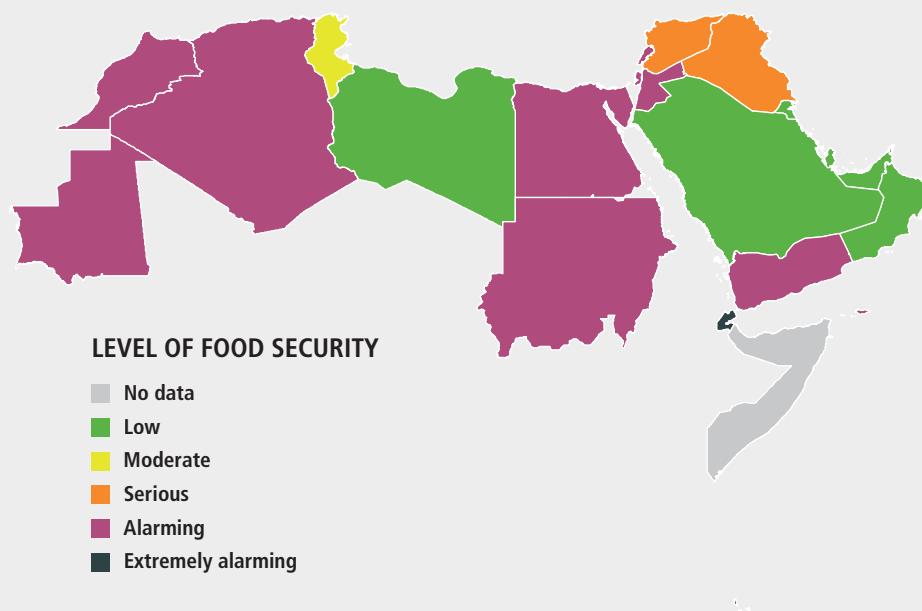 LEVEL OF FOOD SECURITY
No data
Low
Moderate
Serious
Alarming
Extremely alarming